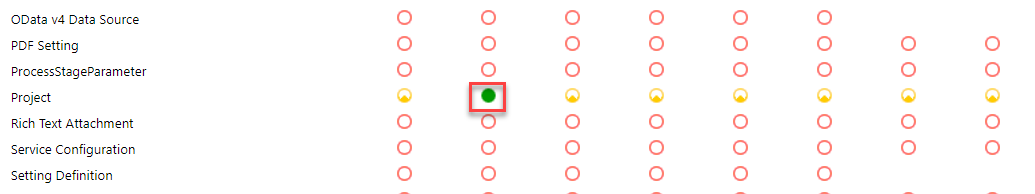 OData v4 Data Source
PDF Setting
ProcessStageParameter
Project
Rich Text Attachment
Service Configuration
Setting Definition